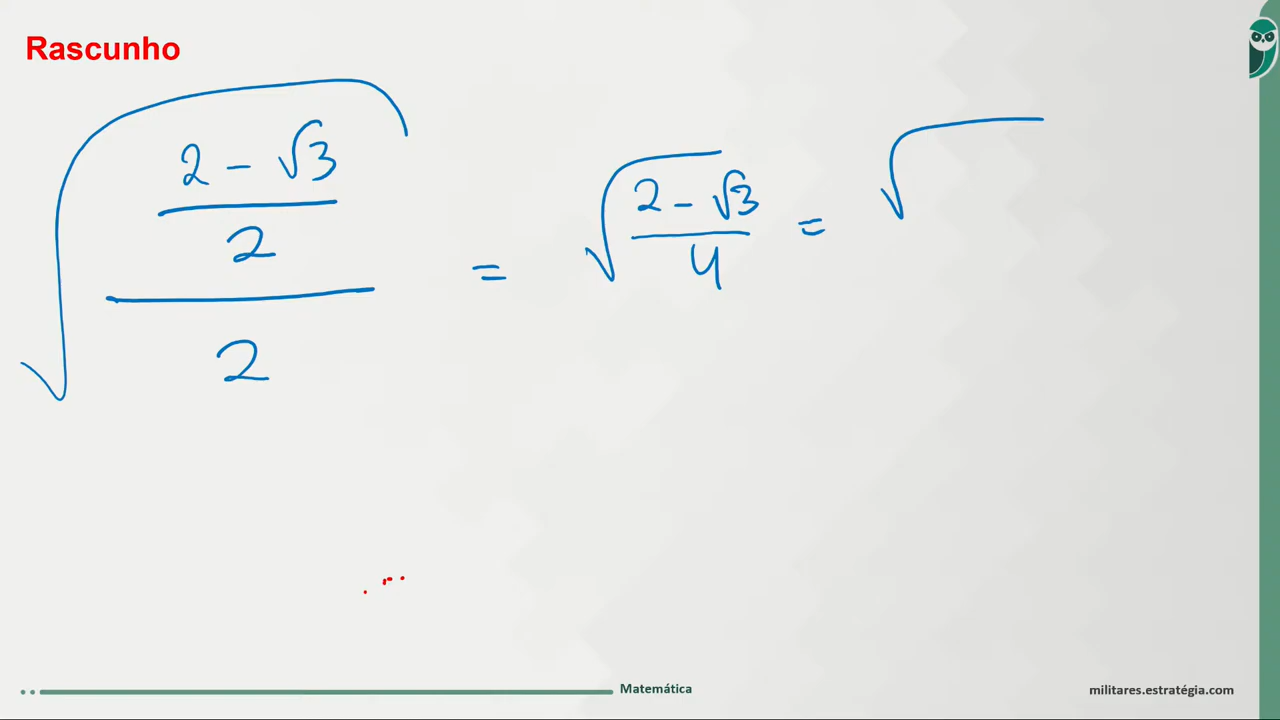 Rascunho
√(((2 - √3)/2)/2) = √((2 - √3)/4) = √
Matemática
militares.estratégia.com